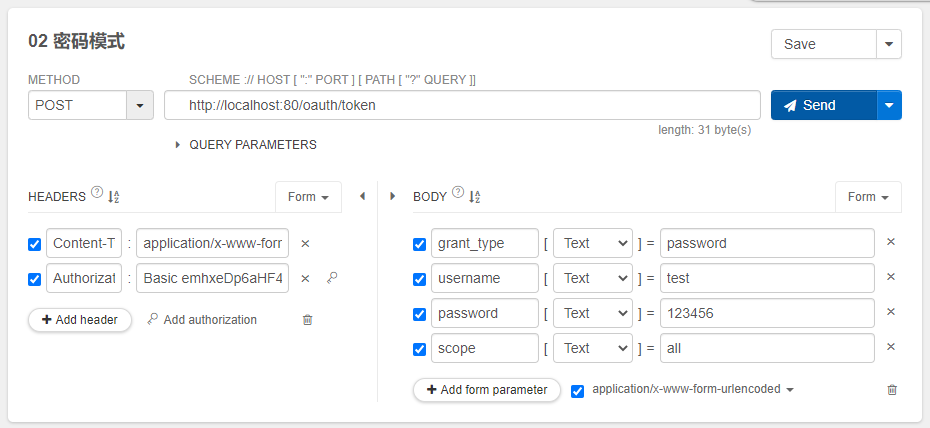 02 密码模式
Save
METHOD
SCHEME :// HOST [ ":" PORT ] [ PATH [ "?" QUERY ]]
POST
http://localhost:80/oauth/token
Send
length: 31 byte(s)
QUERY PARAMETERS
HEADERS ? Form
BODY ? Form
Content-T : application/x-www-forr ×
Authorizat : Basic emhxeDp6aHF4 ×
+ Add header Add authorization
grant_type [ Text ] = password ×
username [ Text ] = test ×
password [ Text ] = 123456 ×
scope [ Text ] = all ×
+ Add form parameter application/x-www-form-urlencoded